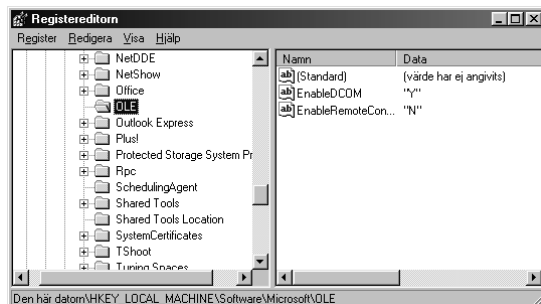 Registereditorn
Register Redigera Visa Hjälp
NetDDE
NetShow
Office
OLE
Outlook Express
Plus!
Protected Storage System Pr
Rpc
SchedulingAgent
Shared Tools
Shared Tools Location
SystemCertificates
TShoot
Tuning Spaces
Namn Data
(Standard) (värde har ej angivits)
EnableDCOM "Y"
EnableRemoteCon... "N"
Den här datorn\HKEY_LOCAL_MACHINE\Software\Microsoft\OLE